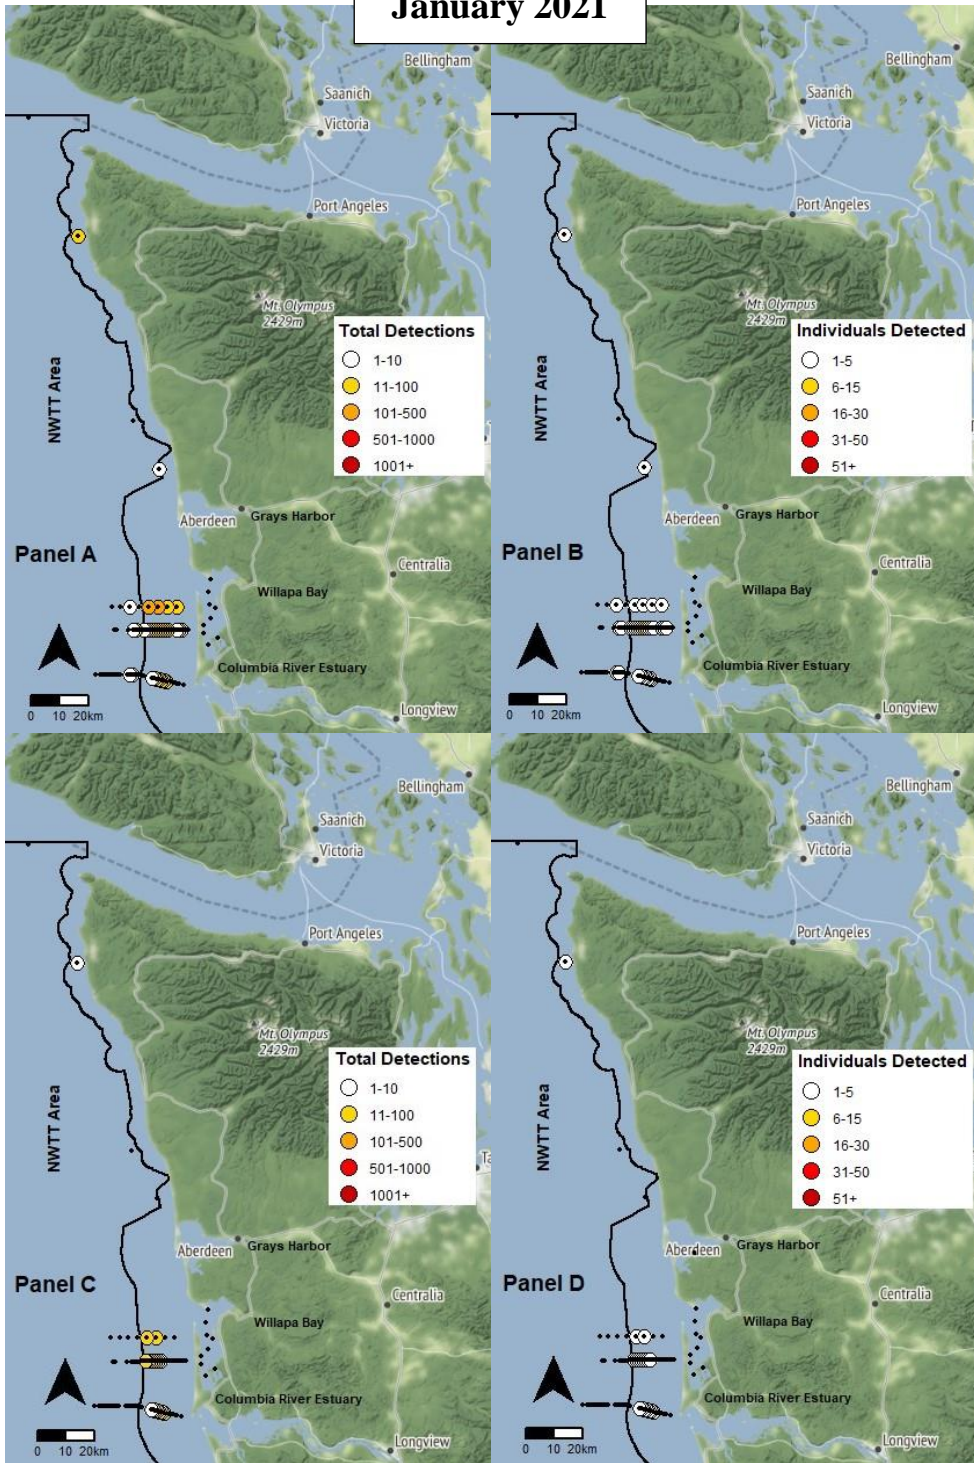 January 2021
Bellingham
Saanich
Victoria
Port Angeles
Mt. Olympus
2429m
Total Detections
1-10
11-100
101-500
501-1000
1001+
NWTT Area
Aberdeen
Grays Harbor
Panel A
Centralia
Willapa Bay
Columbia River Estuary
Longview
0 10 20km
Bellingham
Saanich
Victoria
Port Angeles
Mt. Olympus
2429m
Individuals Detected
1-5
6-15
16-30
31-50
51+
NWTT Area
Aberdeen
Grays Harbor
Panel B
Centralia
Willapa Bay
Columbia River Estuary
Longview
0 10 20km
Bellingham
Saanich
Victoria
Port Angeles
Mt. Olympus
2429m
Total Detections
1-10
11-100
101-500
501-1000
1001+
NWTT Area
Aberdeen
Grays Harbor
Panel C
Centralia
Willapa Bay
Columbia River Estuary
Longview
0 10 20km
Bellingham
Saanich
Victoria
Port Angeles
Mt. Olympus
2429m
Individuals Detected
1-5
6-15
16-30
31-50
51+
NWTT Area
Aberdeen
Grays Harbor
Panel D
Centralia
Willapa Bay
Columbia River Estuary
Longview
0 10 20km